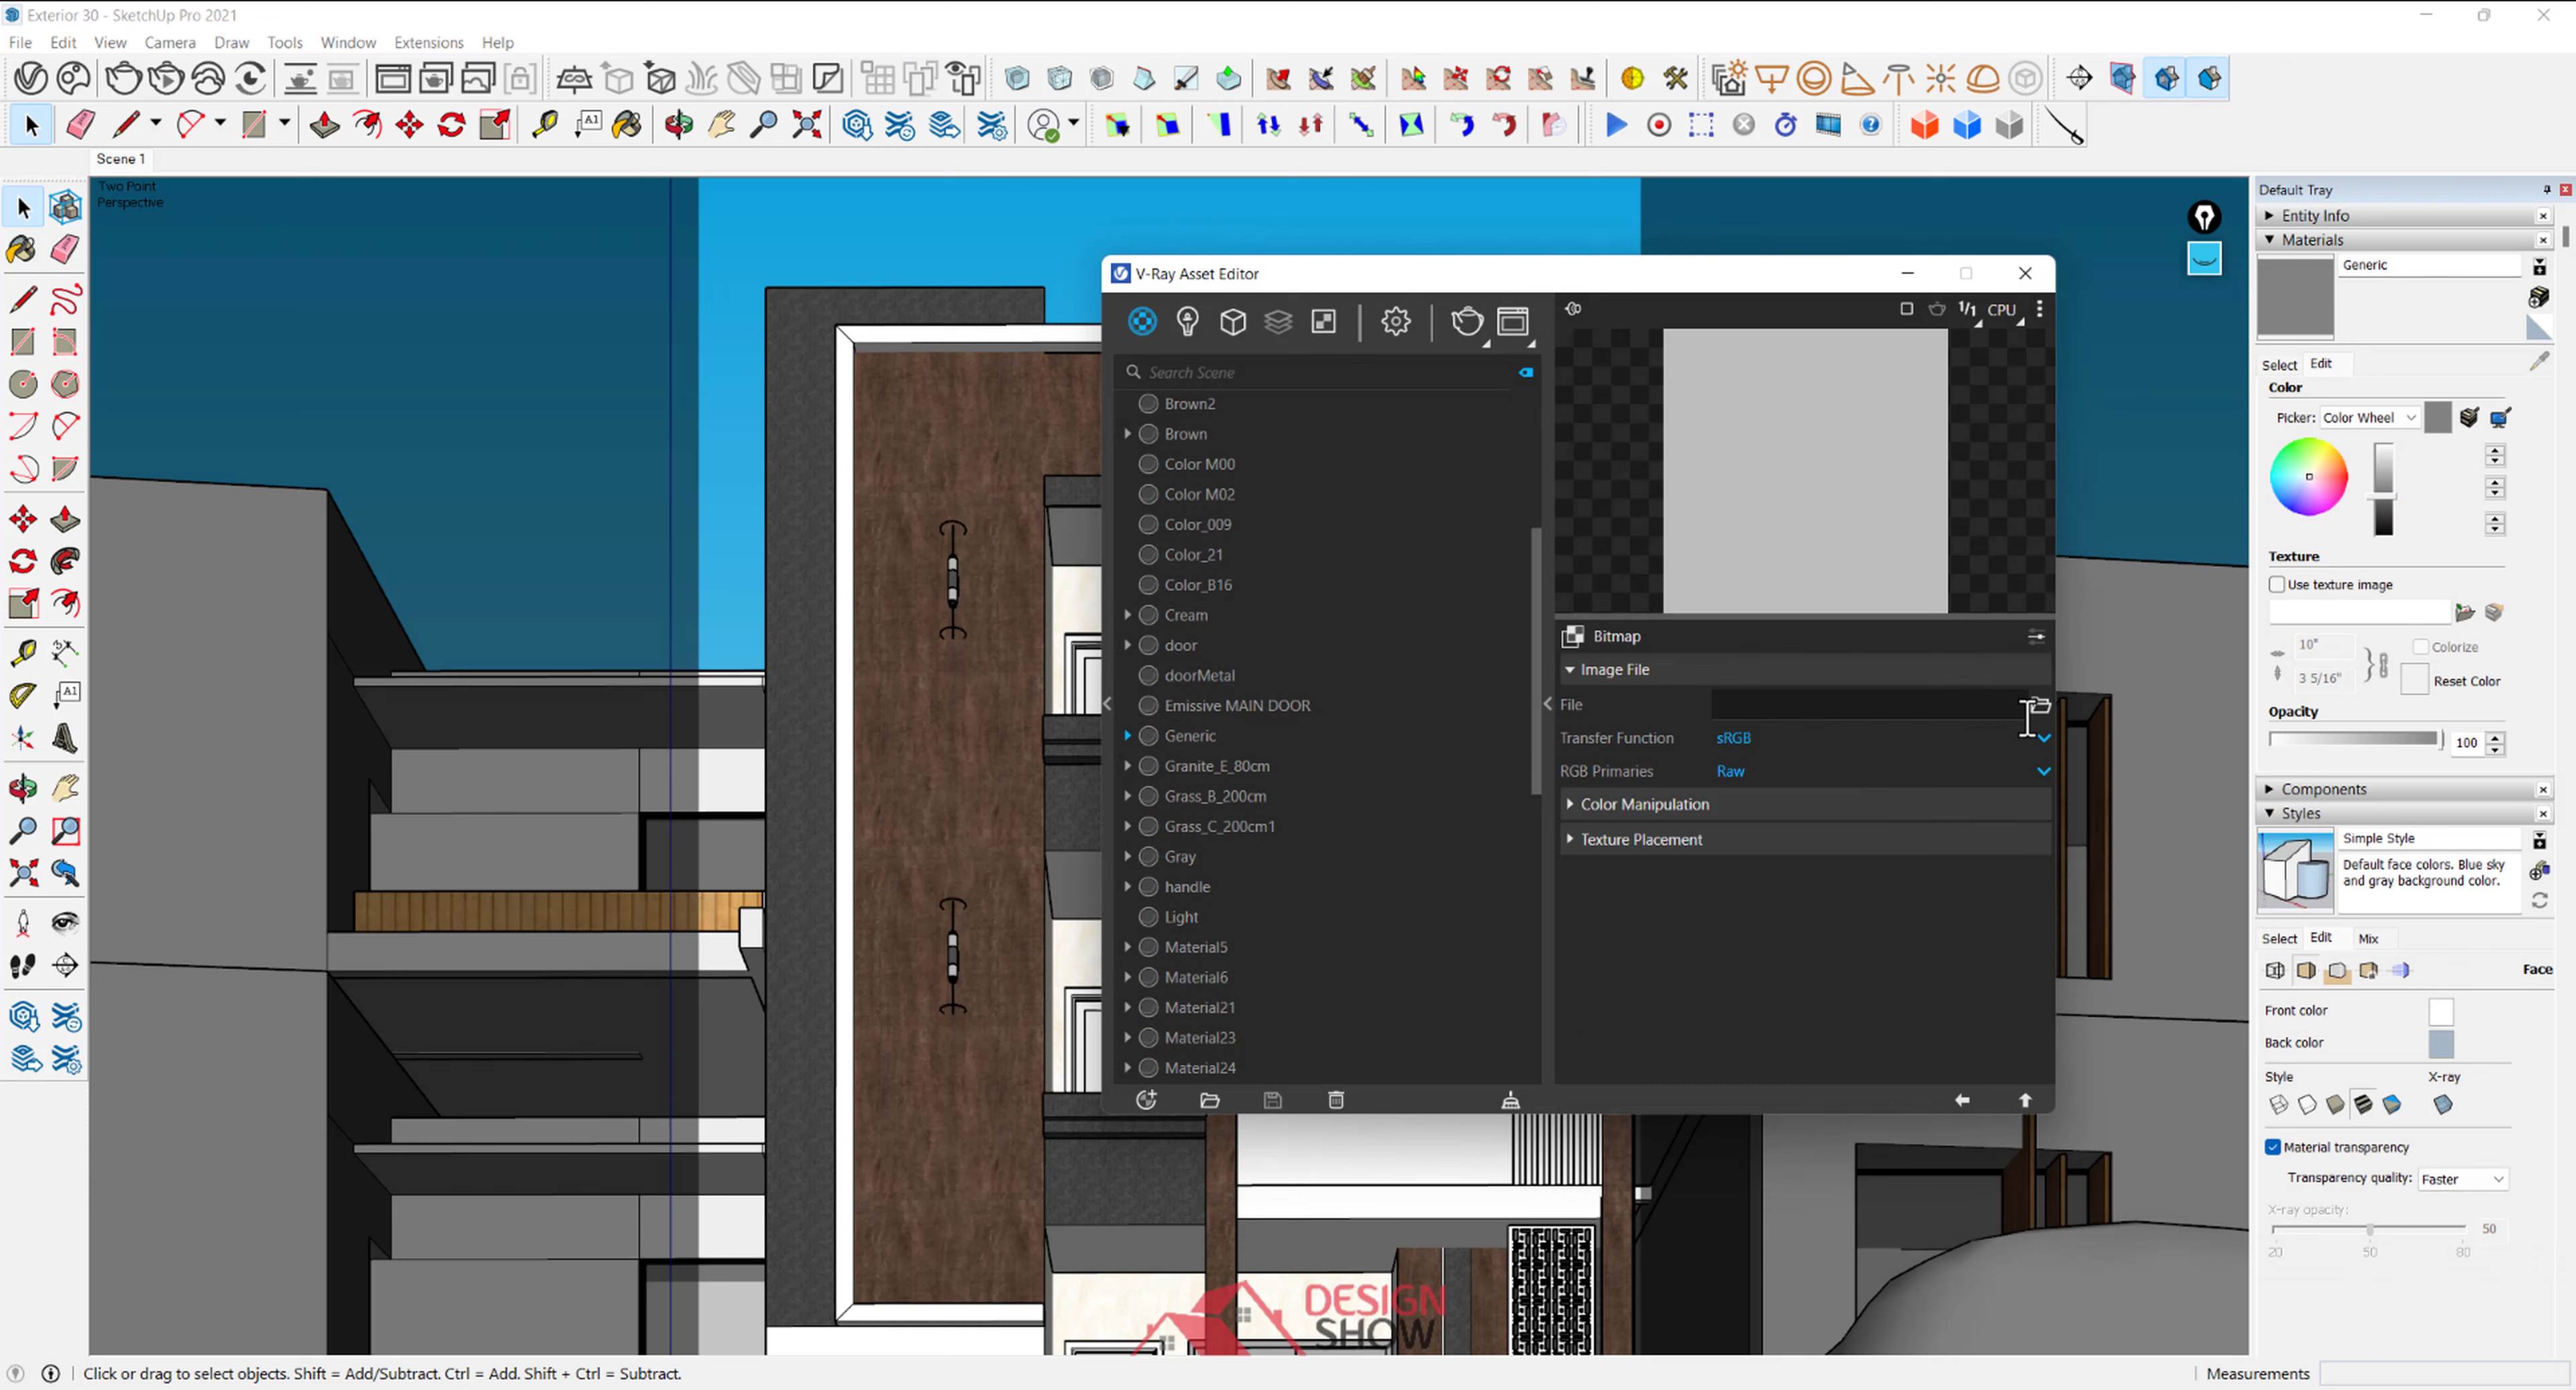 Exterior 30 - SketchUp Pro 2021
File Edit View Camera Draw Tools Window Extensions Help
A1
Scene 1
Two Point
Perspective
A1
V-Ray Asset Editor
1/1 CPU
Search Scene
Brown2
Brown
Color M00
Color M02
Color_009
Color_21
Color_B16
Cream
door
doorMetal
Emissive MAIN DOOR
Generic
Granite_E_80cm
Grass_B_200cm
Grass_C_200cm1
Gray
handle
Light
Material5
Material6
Material21
Material23
Material24
Bitmap
Image File
File
Transfer Function sRGB
RGB Primaries Raw
Color Manipulation
Texture Placement
DESIGN
SHOW
Default Tray
Entity Info
Materials
Generic
Select Edit
Color
Picker: Color Wheel
Texture
Use texture image
10"
Colorize
3 5/16"
Reset Color
Opacity
100
Components
Styles
Simple Style
Default face colors. Blue sky
and gray background color.
Select Edit Mix
Face
Front color
Back color
Style X-ray
Material transparency
Transparency quality: Faster
X-ray opacity:
50
20 50 80
Click or drag to select objects. Shift = Add/Subtract. Ctrl = Add. Shift + Ctrl = Subtract.
Measurements